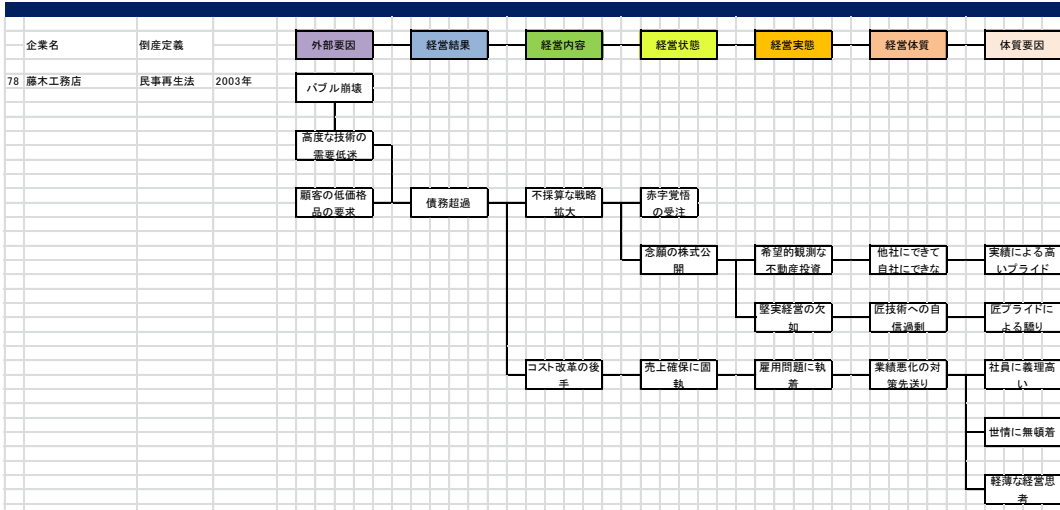 企業名 倒産定義 外部要因 経営結果 経営内容 経営状態 経営実態 経営体質 体質要因
78 藤木工務店 民事再生法 2003年 バブル崩壊
高度な技術の
需要低迷
顧客の低価格
品の要求
債務超過
不採算な戦略
拡大
赤字覚悟
の受注
念願の株式公
開
希望的観測な
不動産投資
他社にできて
自社にできな
実績による高
いプライド
堅実経営の欠
如
匠技術への自
信過剰
匠プライドに
よる驕り
コスト改革の後
手
売上確保に固
執
雇用問題に執
着
業績悪化の対
策先送り
社員に義理高
い
世情に無頓着
軽薄な経営思
考